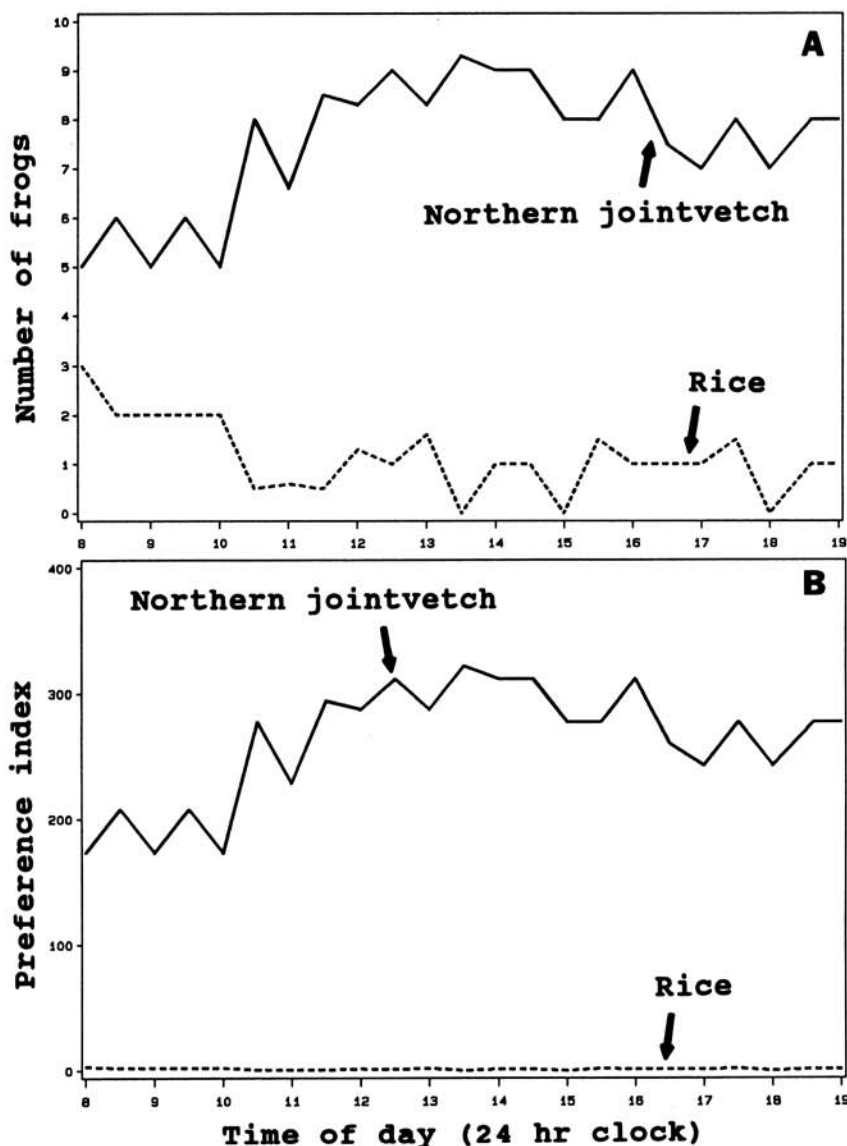 A
Number of frogs
10
9
8
7
6
5
4
3
2
1
0
Northern jointvetch
Rice
8 9 10 11 12 13 14 15 16 17 18 19
B
Preference index
400
300
200
100
0
Northern jointvetch
Rice
8 9 10 11 12 13 14 15 16 17 18 19
Time of day (24 hr clock)